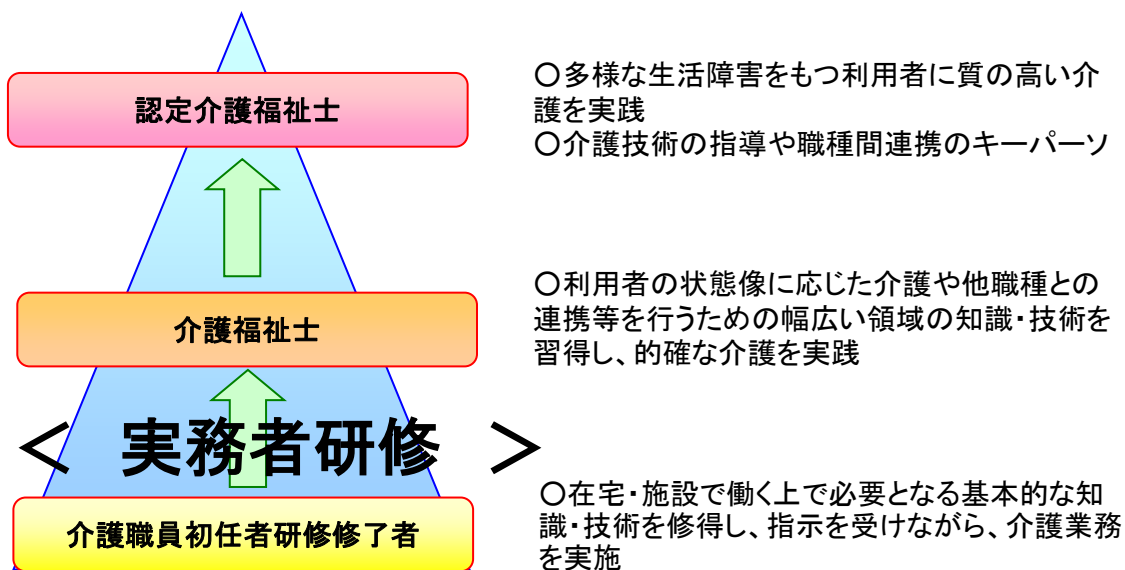 認定介護福祉士
○多様な生活障害をもつ利用者に質の高い介
護を実践
○介護技術の指導や職種間連携のキーパーソ
介護福祉士
○利用者の状態像に応じた介護や他職種との
連携等を行うための幅広い領域の知識・技術を
習得し、的確な介護を実践
＜ 実務者研修 ＞
介護職員初任者研修修了者
○在宅・施設で働く上で必要となる基本的な知
識・技術を修得し、指示を受けながら、介護業務
を実施